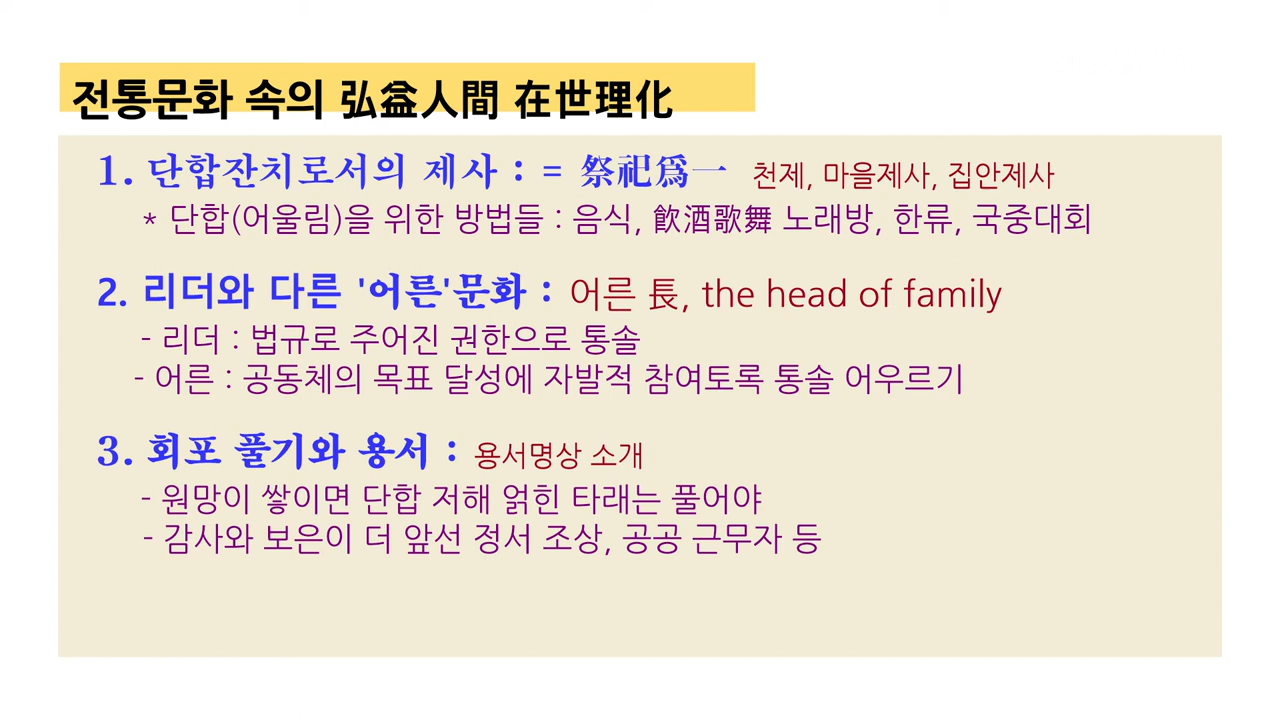 전통문화 속의 弘益人間 在世理化
1. 단합잔치로서의 제사 : = 祭祀爲一 천제, 마을제사, 집안제사
* 단합(어울림)을 위한 방법들 : 음식, 飮酒歌舞 노래방, 한류, 국중대회
2. 리더와 다른 '어른'문화 : 어른 長, the head of family
- 리더 : 법규로 주어진 권한으로 통솔
- 어른 : 공동체의 목표 달성에 자발적 참여토록 통솔 어우르기
3. 회포 풀기와 용서 : 용서명상 소개
- 원망이 쌓이면 단합 저해 얽힌 타래는 풀어야
- 감사와 보은이 더 앞선 정서 조상, 공공 근무자 등